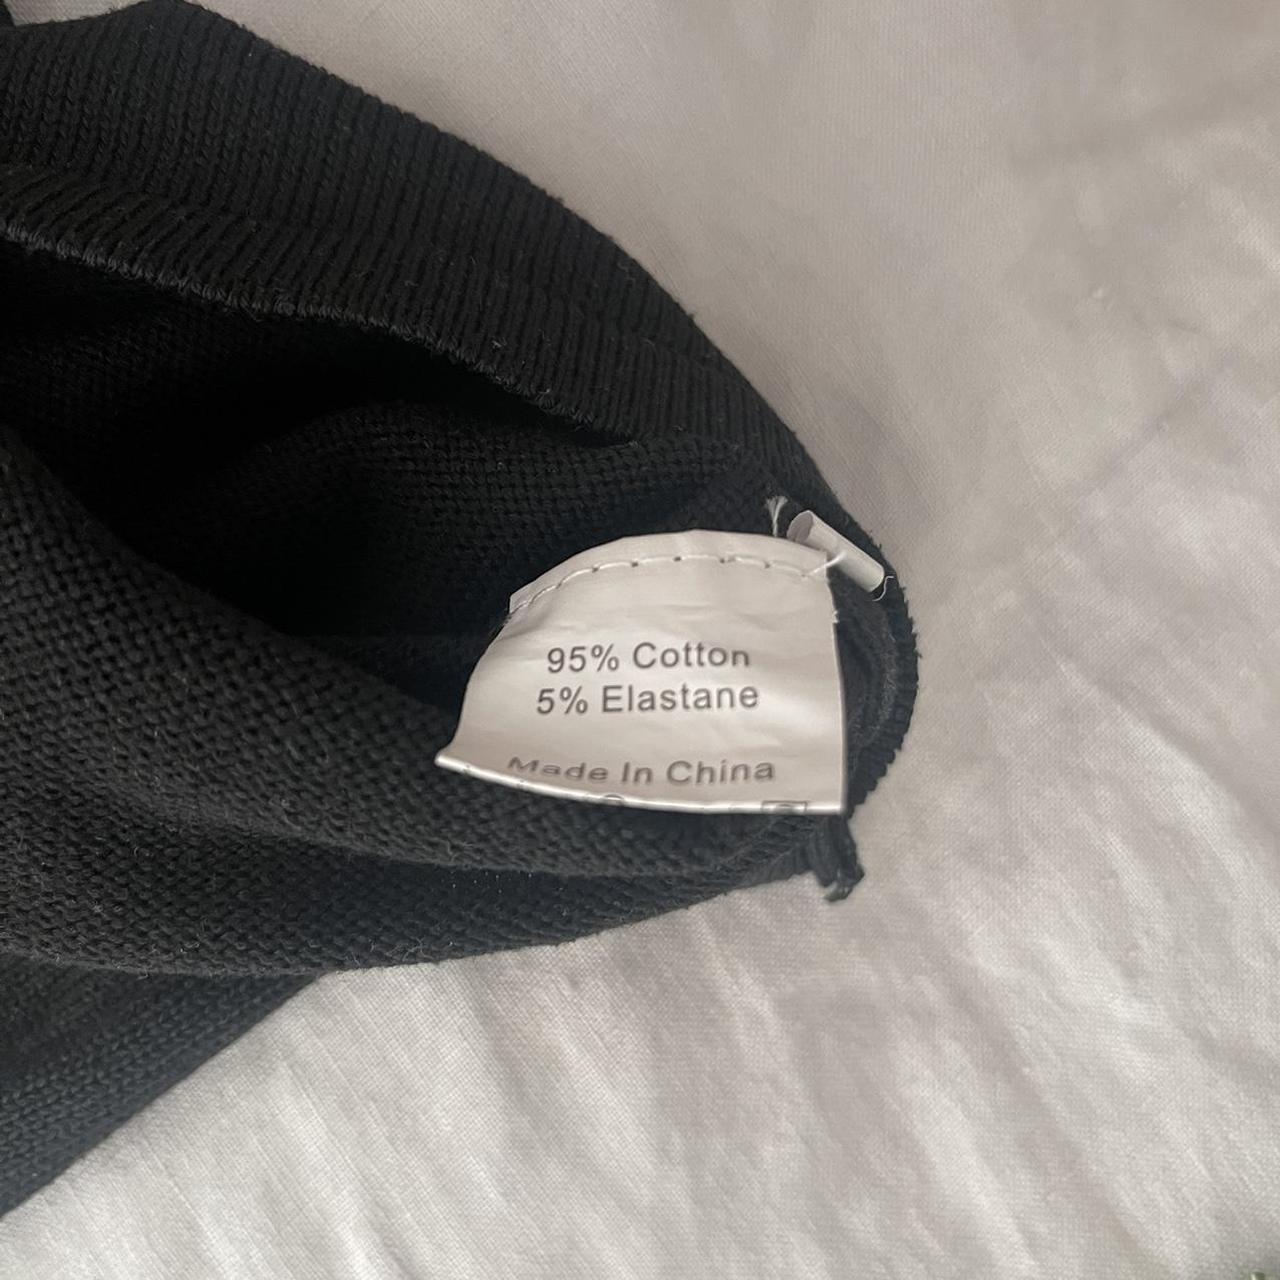 95% Cotton
5% Elastane
Made In China